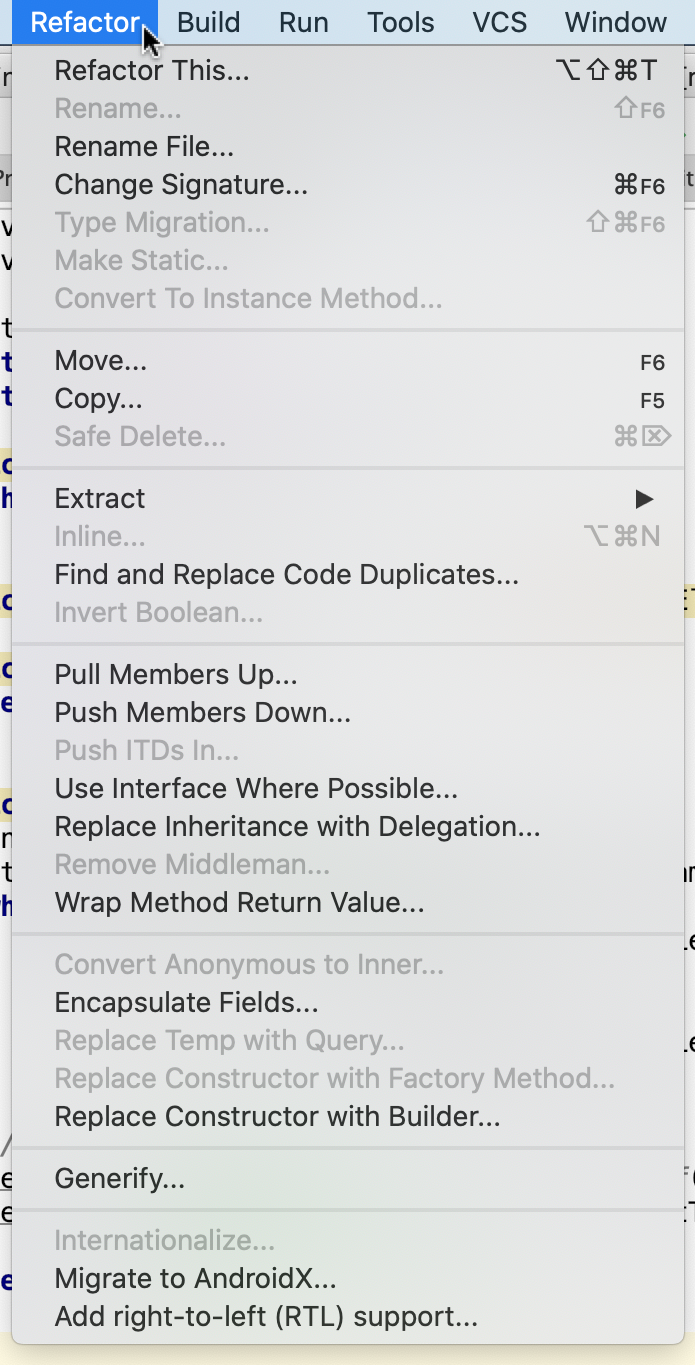 Refactor Build Run Tools VCS Window
Refactor This... ⌥⇧⌘T
Rename... ⇧F6
Rename File...
Change Signature... ⌘F6
Type Migration... ⇧⌘F6
Make Static...
Convert To Instance Method...
Move... F6
Copy... F5
Safe Delete... ⌘⌦
Extract ▶
Inline... ⌥⌘N
Find and Replace Code Duplicates...
Invert Boolean...
Pull Members Up...
Push Members Down...
Push ITDs In...
Use Interface Where Possible...
Replace Inheritance with Delegation...
Remove Middleman...
Wrap Method Return Value...
Convert Anonymous to Inner...
Encapsulate Fields...
Replace Temp with Query...
Replace Constructor with Factory Method...
Replace Constructor with Builder...
Generify...
Internationalize...
Migrate to AndroidX...
Add right-to-left (RTL) support...